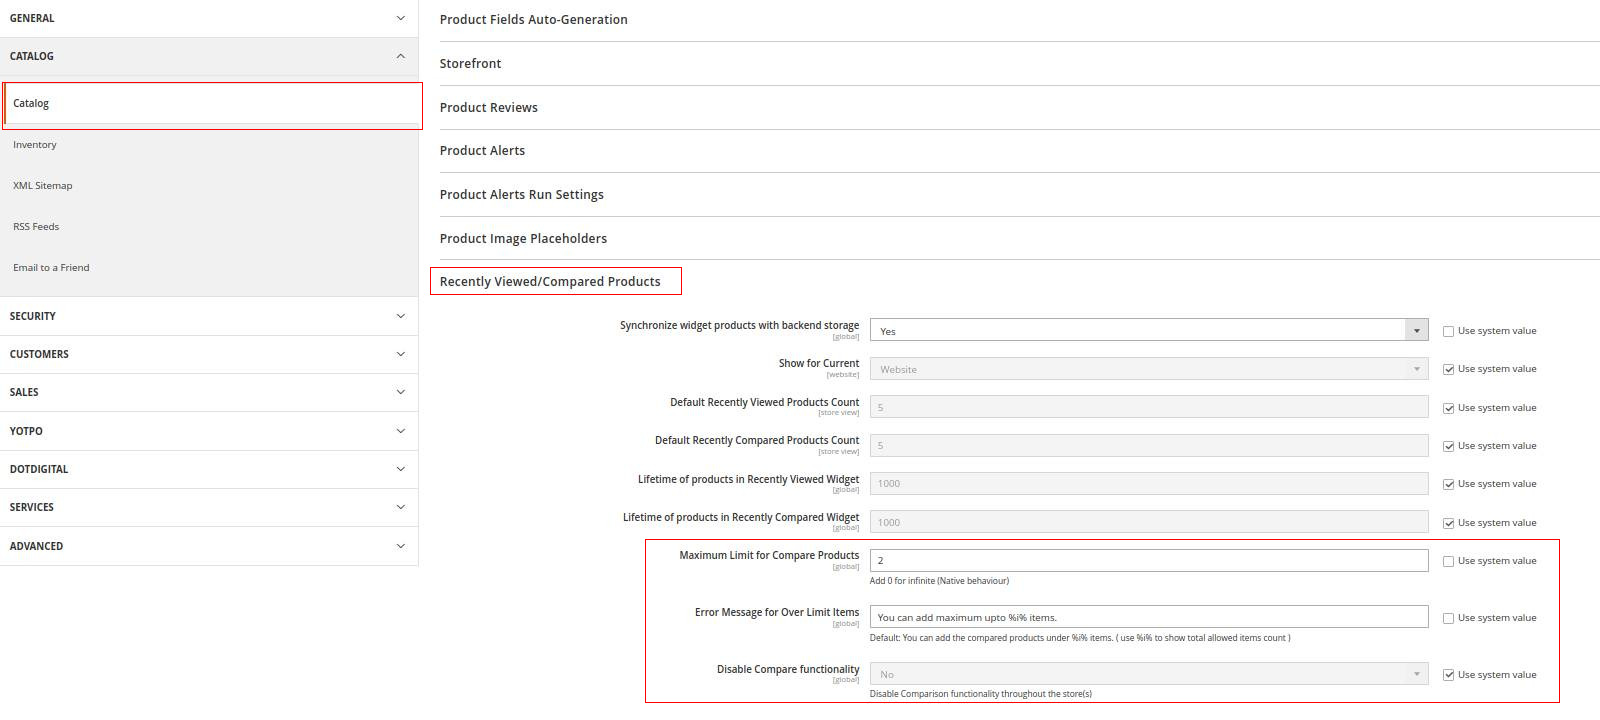 GENERAL
CATALOG
Catalog
Inventory
XML Sitemap
RSS Feeds
Email to a Friend
SECURITY
CUSTOMERS
SALES
YOTPO
DOTDIGITAL
SERVICES
ADVANCED
Product Fields Auto-Generation
Storefront
Product Reviews
Product Alerts
Product Alerts Run Settings
Product Image Placeholders
Recently Viewed/Compared Products
Synchronize widget products with backend storage Yes Use system value
[global]
Show for Current Website Use system value
[website]
Default Recently Viewed Products Count 5 Use system value
[store view]
Default Recently Compared Products Count 5 Use system value
[store view]
Lifetime of products in Recently Viewed Widget 1000 Use system value
[global]
Lifetime of products in Recently Compared Widget 1000 Use system value
[global]
Maximum Limit for Compare Products 2 Use system value
[global]
Add 0 for infinite (Native behaviour)
Error Message for Over Limit Items You can add maximum upto %i% items. Use system value
[global]
Default: You can add the compared products under %i% items. ( use %i% to show total allowed items count )
Disable Compare functionality No Use system value
[global]
Disable Comparison functionality throughout the store(s)